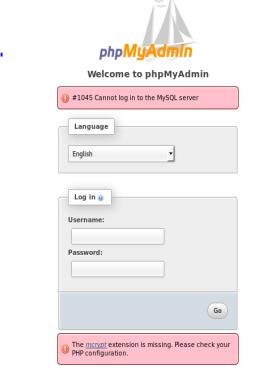 phpMyAdmin
Welcome to phpMyAdmin
#1045 Cannot log in to the MySQL server
Language
English
Log in
Username:
Password:
Go
The mcrypt extension is missing. Please check your
PHP configuration.